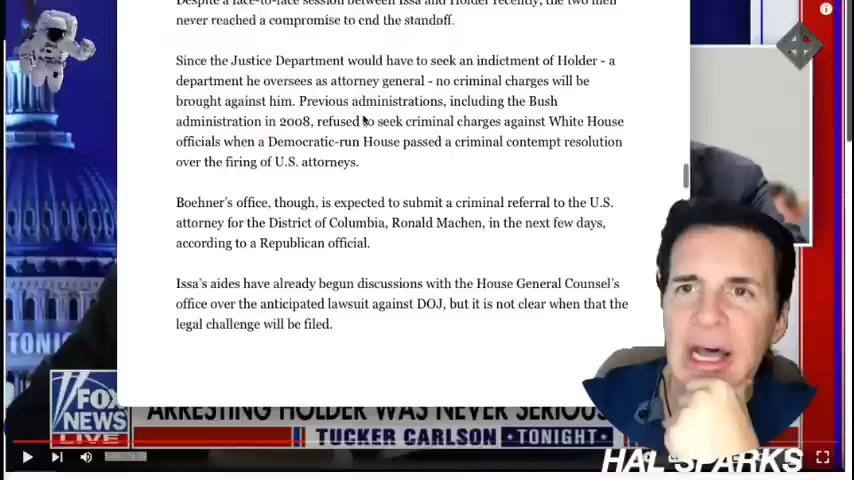 Despite a face-to-face session between Issa and Holder recently, the two men
never reached a compromise to end the standoff.
Since the Justice Department would have to seek an indictment of Holder - a
department he oversees as attorney general - no criminal charges will be
brought against him. Previous administrations, including the Bush
administration in 2008, refused to seek criminal charges against White House
officials when a Democratic-run House passed a criminal contempt resolution
over the firing of U.S. attorneys.
Boehner's office, though, is expected to submit a criminal referral to the U.S.
attorney for the District of Columbia, Ronald Machen, in the next few days,
according to a Republican official.
Issa's aides have already begun discussions with the House General Counsel's
office over the anticipated lawsuit against DOJ, but it is not clear when that the
legal challenge will be filed.
TONIG
FOX
NEWS
LIVE
ARRESTING HOLDER WAS NEVER SERIOUS
TUCKER CARLSON TONIGHT
HAL SPARKS